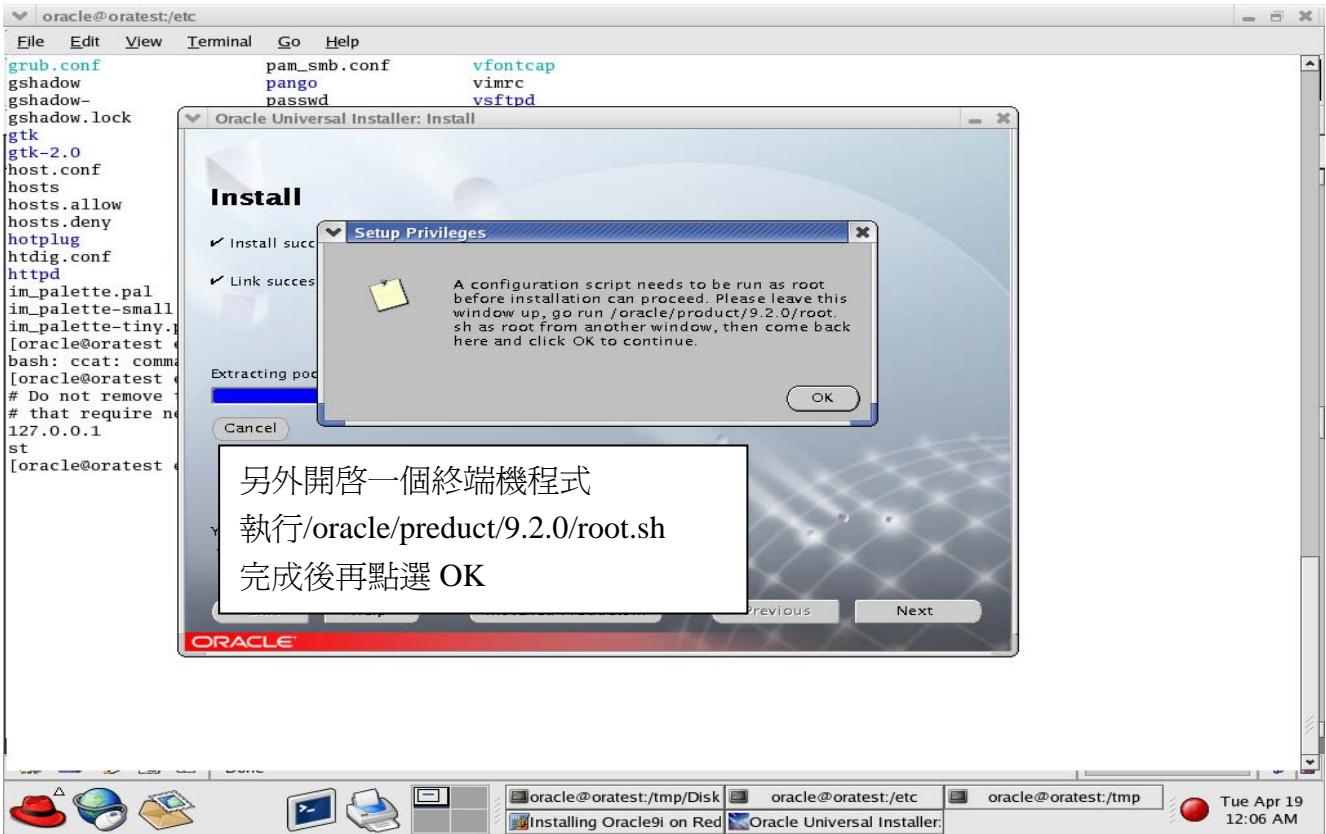 oracle@oratest:/etc
File Edit View Terminal Go Help
grub.conf pam_smb.conf vfontcap
gshadow pango vimrc
gshadow- passwd vsftpd
gshadow.lock
gtk
gtk-2.0
host.conf
hosts
hosts.allow
hosts.deny
hotplug
htdig.conf
httpd
im_palette.pal
im_palette-small
im_palette-tiny.p
[oracle@oratest e
bash: ccat: comma
[oracle@oratest e
# Do not remove t
# that require ne
127.0.0.1
st
[oracle@oratest e
Oracle Universal Installer: Install
Install
Install succ
Link succes
Extracting poc
Cancel
Setup Privileges
A configuration script needs to be run as root
before installation can proceed. Please leave this
window up, go run /oracle/product/9.2.0/root.
sh as root from another window, then come back
here and click OK to continue.
OK
另外開啓一個終端機程式
執行/oracle/preduct/9.2.0/root.sh
完成後再點選 OK
Previous Next
ORACLE
Done
oracle@oratest:/tmp/Disk oracle@oratest:/etc oracle@oratest:/tmp
Installing Oracle9i on Red Oracle Universal Installer:
Tue Apr 19
12:06 AM